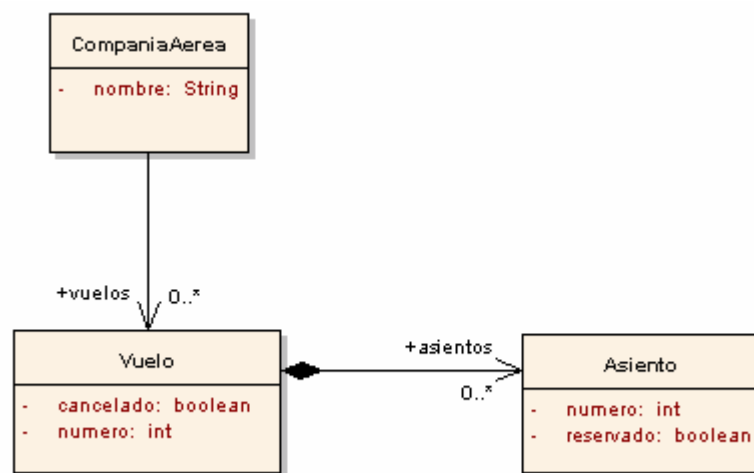 CompaniaAerea
- nombre: String
+vuelos
0..*
Vuelo
- cancelado: boolean
- numero: int
+asientos
0..*
Asiento
- numero: int
- reservado: boolean